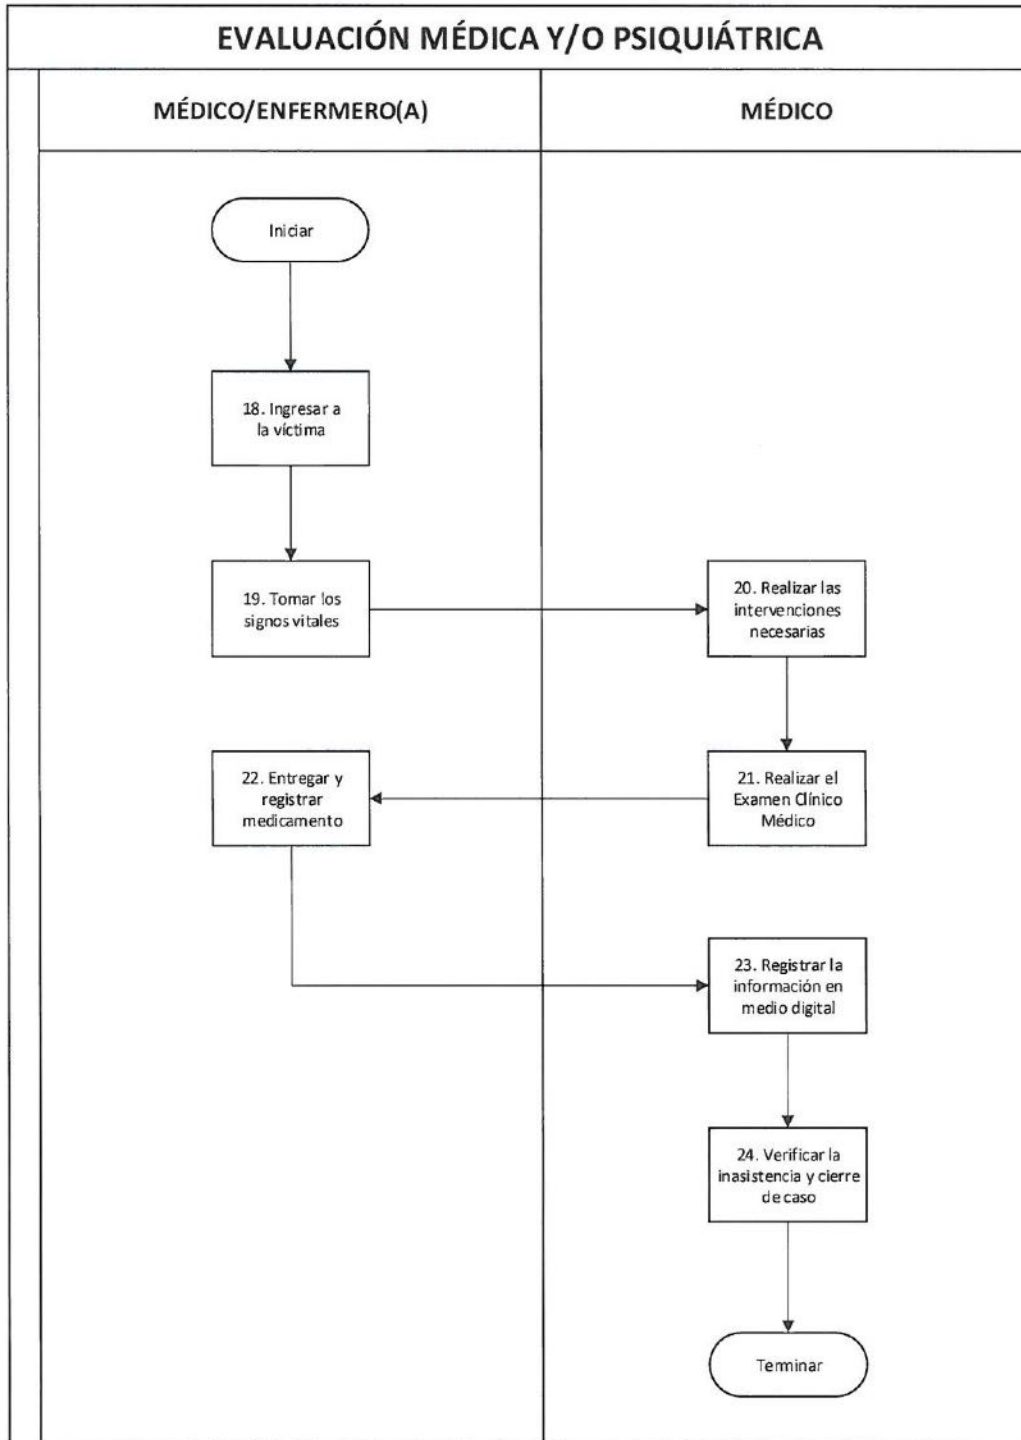 EVALUACIÓN MÉDICA Y/O PSIQUIÁTRICA
MÉDICO/ENFERMERO(A)
MÉDICO
Iniciar
18. Ingresar a
la víctima
19. Tomar los
signos vitales
20. Realizar las
intervenciones
necesarias
21. Realizar el
Examen Clínico
Médico
22. Entregar y
registrar
medicamento
23. Registrar la
información en
medio digital
24. Verificar la
inasistencia y cierre
de caso
Terminar